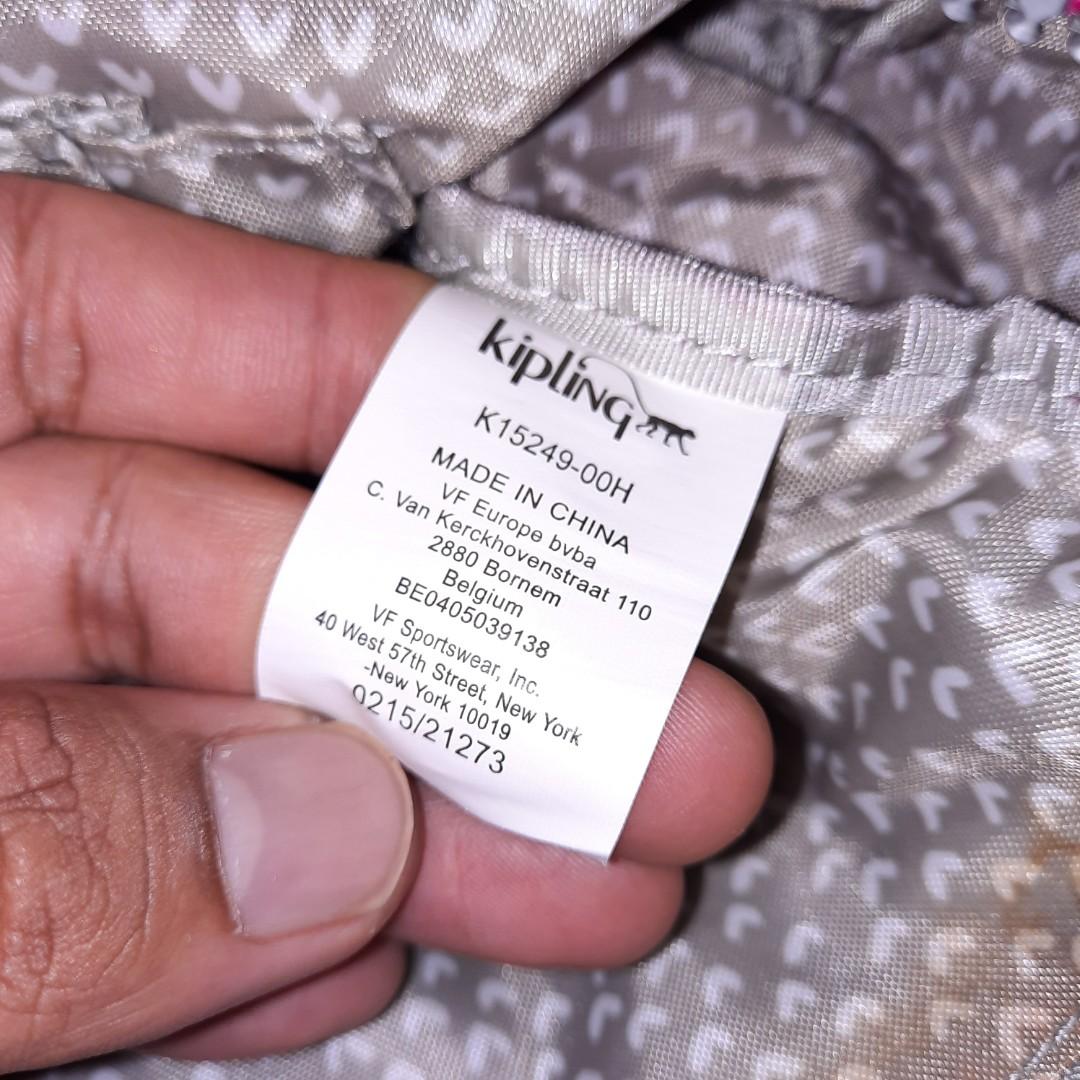 kipling
K15249-00H
MADE IN CHINA
VF Europe bvba
C. Van Kerckhovenstraat 110
2880 Bornem
Belgium
BE0405039138
VF Sportswear, Inc.
40 West 57th Street, New York
-New York 10019
0215/21273